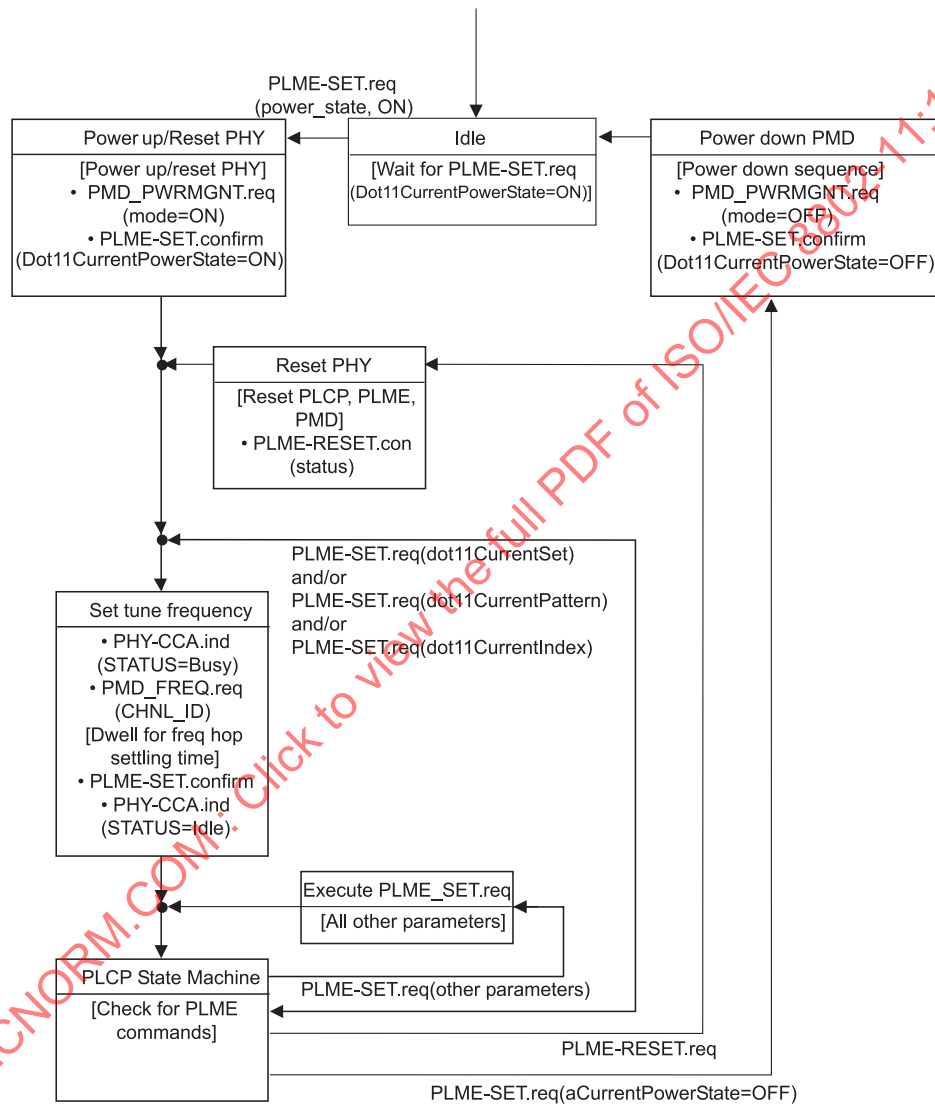 PLME-SET.req
(power_state, ON)
Power up/Reset PHY
[Power up/reset PHY]
• PMD_PWRMGNT.req
(mode=ON)
• PLME-SET.confirm
(Dot11CurrentPowerState=ON)
Idle
[Wait for PLME-SET.req
(Dot11CurrentPowerState=ON)]
Power down PMD
[Power down sequence]
• PMD_PWRMGNT.req
(mode=OFF)
• PLME-SET.confirm
(Dot11CurrentPowerState=OFF)
Reset PHY
[Reset PLCP, PLME,
PMD]
• PLME-RESET.con
(status)
PLME-SET.req(dot11CurrentSet)
and/or
PLME-SET.req(dot11CurrentPattern)
and/or
PLME-SET.req(dot11CurrentIndex)
Set tune frequency
• PHY-CCA.ind
(STATUS=Busy)
• PMD_FREQ.req
(CHNL_ID)
[Dwell for freq hop
settling time]
• PLME-SET.confirm
• PHY-CCA.ind
(STATUS=Idle)
Execute PLME_SET.req
[All other parameters]
PLCP State Machine
[Check for PLME
commands]
PLME-SET.req(other parameters)
PLME-RESET.req
PLME-SET.req(aCurrentPowerState=OFF)
CNORM.COM : Click to view the full PDF of ISO/IEC 8802-11:1